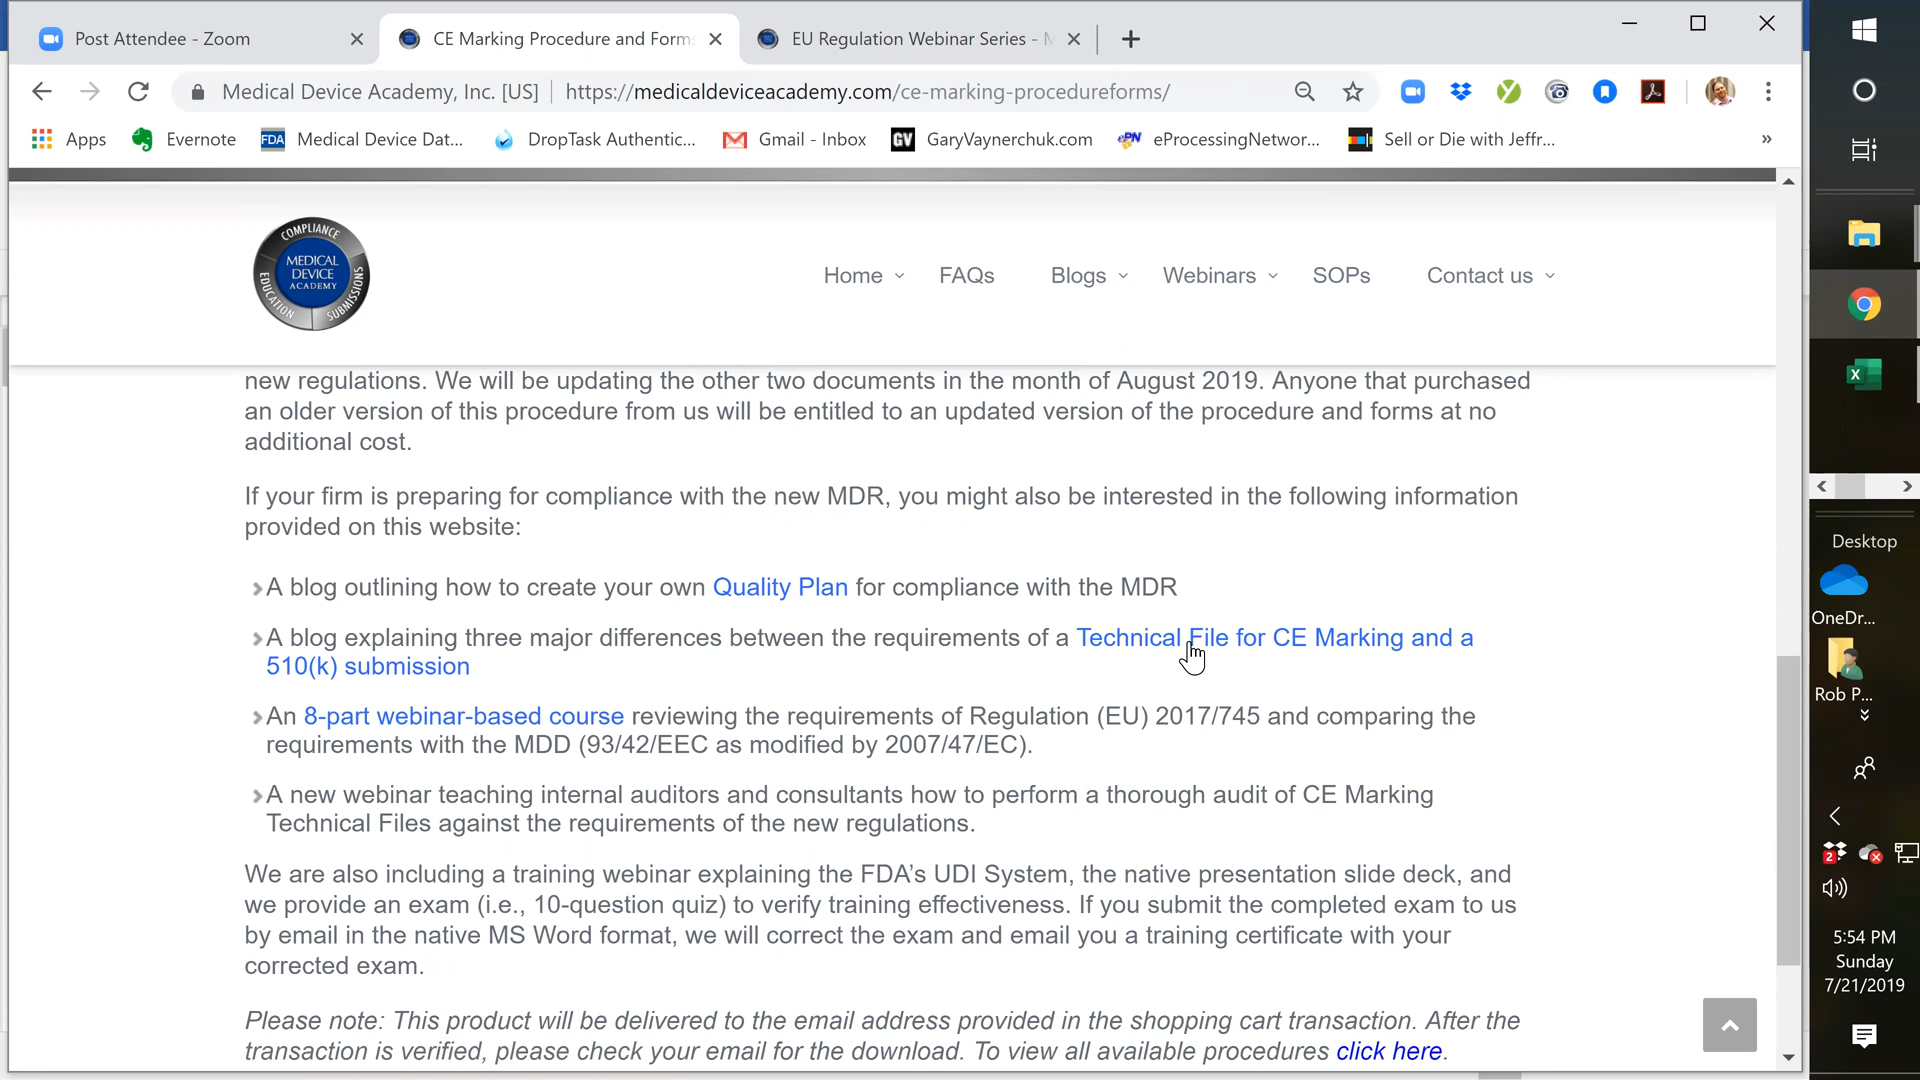 Post Attendee - Zoom
CE Marking Procedure and Form
EU Regulation Webinar Series - M
Medical Device Academy, Inc. [US]
https://medicaldeviceacademy.com/ce-marking-procedureforms/
Apps
Evernote
FDA
Medical Device Dat...
DropTask Authentic...
Gmail - Inbox
GV
GaryVaynerchuk.com
ePN
eProcessingNetwor...
Sell or Die with Jeffr...
»
COMPLIANCE
EDUCATION
SUBMISSIONS
MEDICAL
DEVICE
ACADEMY
Home
FAQs
Blogs
Webinars
SOPs
Contact us
new regulations. We will be updating the other two documents in the month of August 2019. Anyone that purchased
an older version of this procedure from us will be entitled to an updated version of the procedure and forms at no
additional cost.
If your firm is preparing for compliance with the new MDR, you might also be interested in the following information
provided on this website:
A blog outlining how to create your own Quality Plan for compliance with the MDR
A blog explaining three major differences between the requirements of a Technical File for CE Marking and a
510(k) submission
An 8-part webinar-based course reviewing the requirements of Regulation (EU) 2017/745 and comparing the
requirements with the MDD (93/42/EEC as modified by 2007/47/EC).
A new webinar teaching internal auditors and consultants how to perform a thorough audit of CE Marking
Technical Files against the requirements of the new regulations.
We are also including a training webinar explaining the FDA's UDI System, the native presentation slide deck, and
we provide an exam (i.e., 10-question quiz) to verify training effectiveness. If you submit the completed exam to us
by email in the native MS Word format, we will correct the exam and email you a training certificate with your
corrected exam.
Please note: This product will be delivered to the email address provided in the shopping cart transaction. After the
transaction is verified, please check your email for the download. To view all available procedures click here.
Desktop
OneDr...
Rob P...
2
5:54 PM
Sunday
7/21/2019